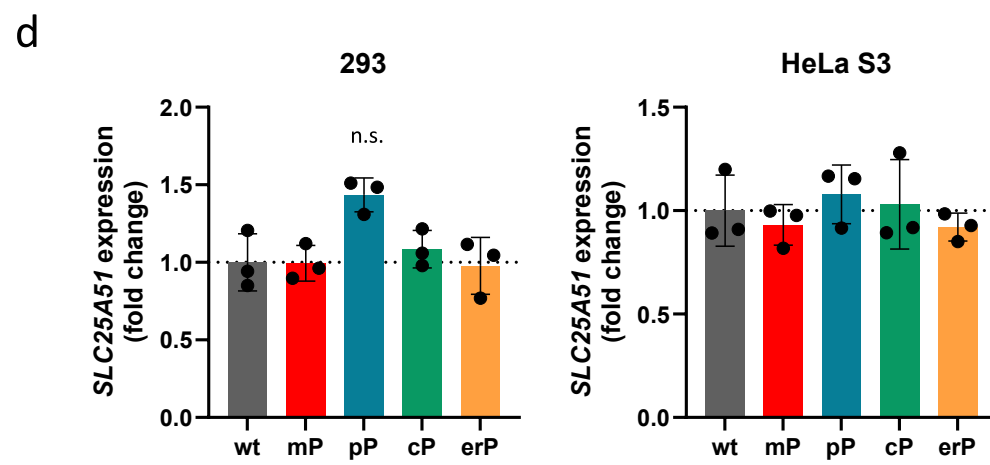 d
293
SLC25A51 expression
(fold change)
2.0
1.5
1.0
0.5
0.0
n.s.
wt mP pP cP erP
HeLa S3
SLC25A51 expression
(fold change)
1.5
1.0
0.5
0.0
wt mP pP cP erP